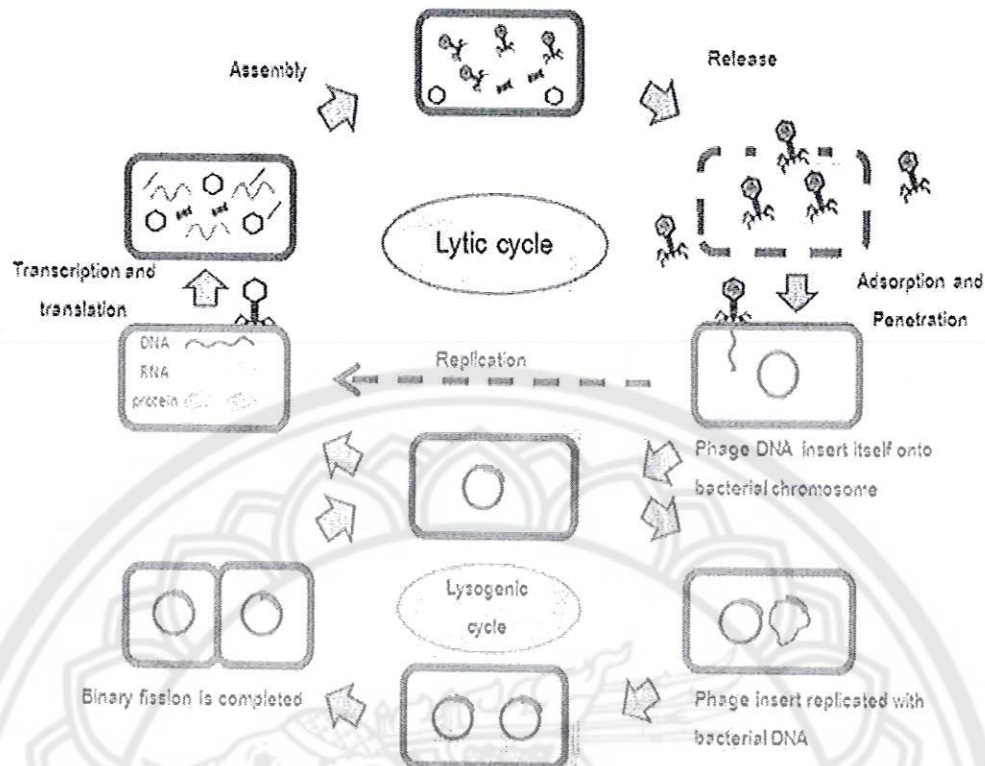 Assembly
Release
Lytic cycle
Transcription and
translation
Adsorption and
Penetration
DNA
RNA
protein
Replication
Phage DNA insert itself onto
bacterial chromosome
Lysogenic
cycle
Binary fission is completed
Phage insert replicated with
bacterial DNA